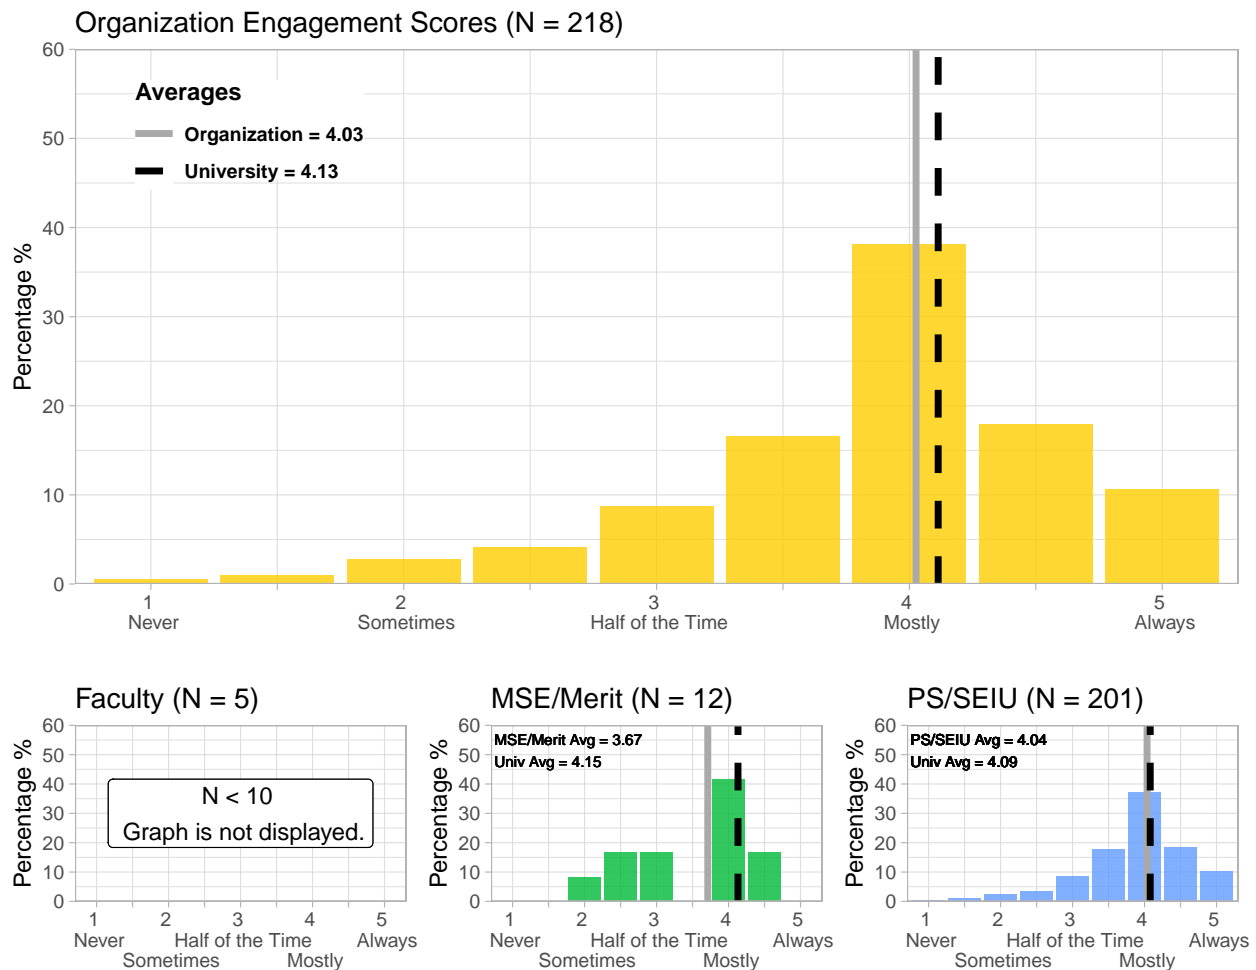 Organization Engagement Scores (N = 218)
60
50
40
30
20
10
0
Percentage %
Averages
Organization = 4.03
University = 4.13
1 2 3 4 5
Never Sometimes Half of the Time Mostly Always
Faculty (N = 5)
60
50
40
30
20
10
0
Percentage %
N < 10
Graph is not displayed.
1 2 3 4 5
Never Half of the Time Always
Sometimes Mostly
MSE/Merit (N = 12)
60
50
40
30
20
10
0
Percentage %
MSE/Merit Avg = 3.67
Univ Avg = 4.15
1 2 3 4 5
Never Half of the Time Always
Sometimes Mostly
PS/SEIU (N = 201)
60
50
40
30
20
10
0
Percentage %
PS/SEIU Avg = 4.04
Univ Avg = 4.09
1 2 3 4 5
Never Half of the Time Always
Sometimes Mostly